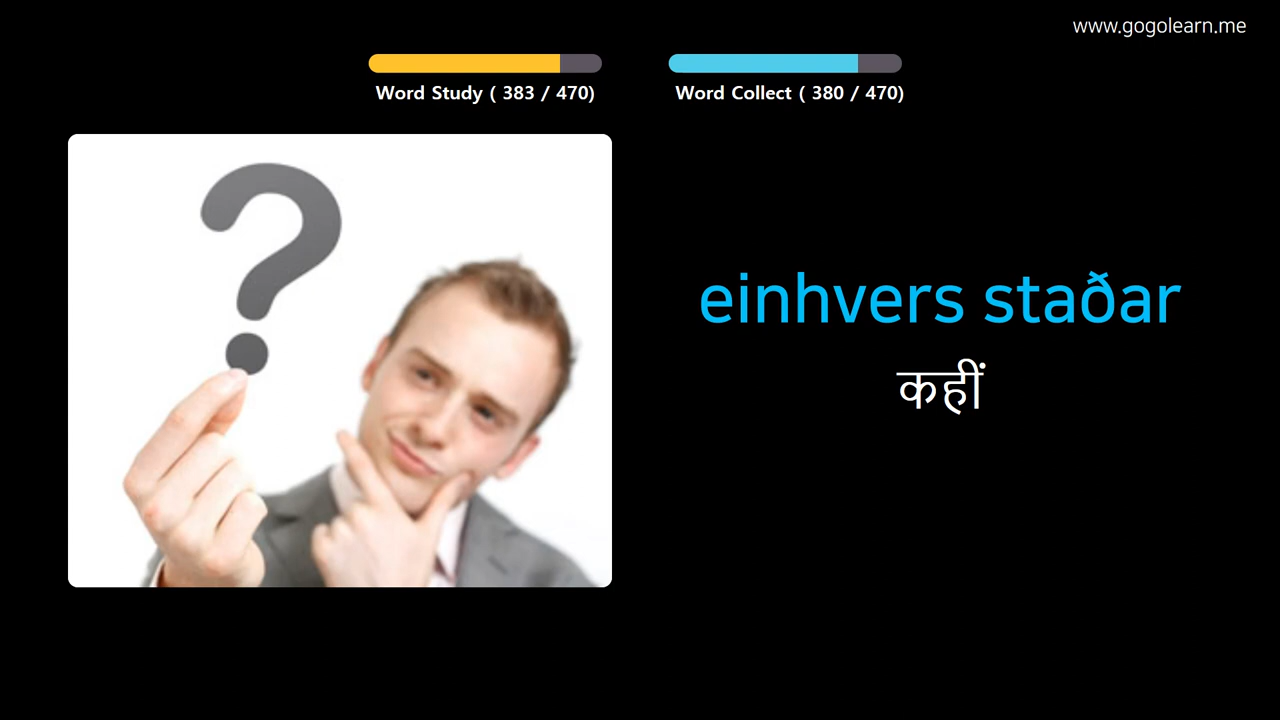 www.gogolearn.me
Word Study ( 383 / 470)
Word Collect ( 380 / 470)
einhvers staðar
कहीं